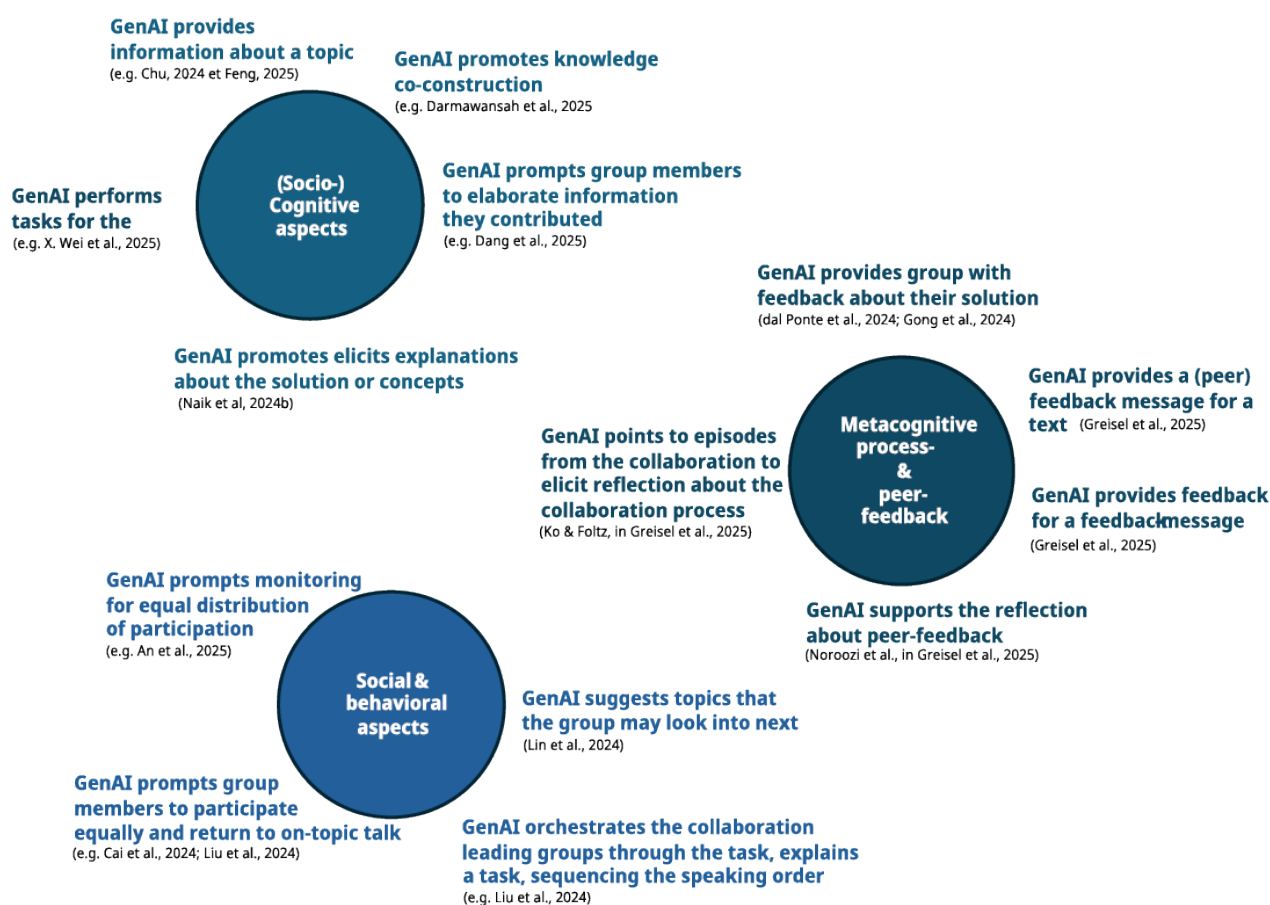 GenAI provides
information about a topic
(e.g. Chu, 2024 et Feng, 2025)
GenAI promotes knowledge
co-construction
(e.g. Darmawansah et al., 2025
(Socio-)
Cognitive
aspects
GenAI prompts group members
to elaborate information
they contributed
(e.g. Dang et al., 2025)
GenAI performs
tasks for the
(e.g. X. Wei et al., 2025)
GenAI promotes elicits explanations
about the solution or concepts
(Naik et al, 2024b)
GenAI provides group with
feedback about their solution
(dal Ponte et al., 2024; Gong et al., 2024)
Metacognitive
process-
&
peer-
feedback
GenAI provides a (peer)
feedback message for a
text (Greisel et al., 2025)
GenAI points to episodes
from the collaboration to
elicit reflection about the
collaboration process
(Ko & Foltz, in Greisel et al., 2025)
GenAI provides feedback
for a feedback message
(Greisel et al., 2025)
GenAI supports the reflection
about peer-feedback
(Noroozi et al., in Greisel et al., 2025)
GenAI prompts monitoring
for equal distribution
of participation
(e.g. An et al., 2025)
Social &
behavioral
aspects
GenAI suggests topics that
the group may look into next
(Lin et al., 2024)
GenAI prompts group
members to participate
equally and return to on-topic talk
(e.g. Cai et al., 2024; Liu et al., 2024)
GenAI orchestrates the collaboration
leading groups through the task, explains
a task, sequencing the speaking order
(e.g. Liu et al., 2024)